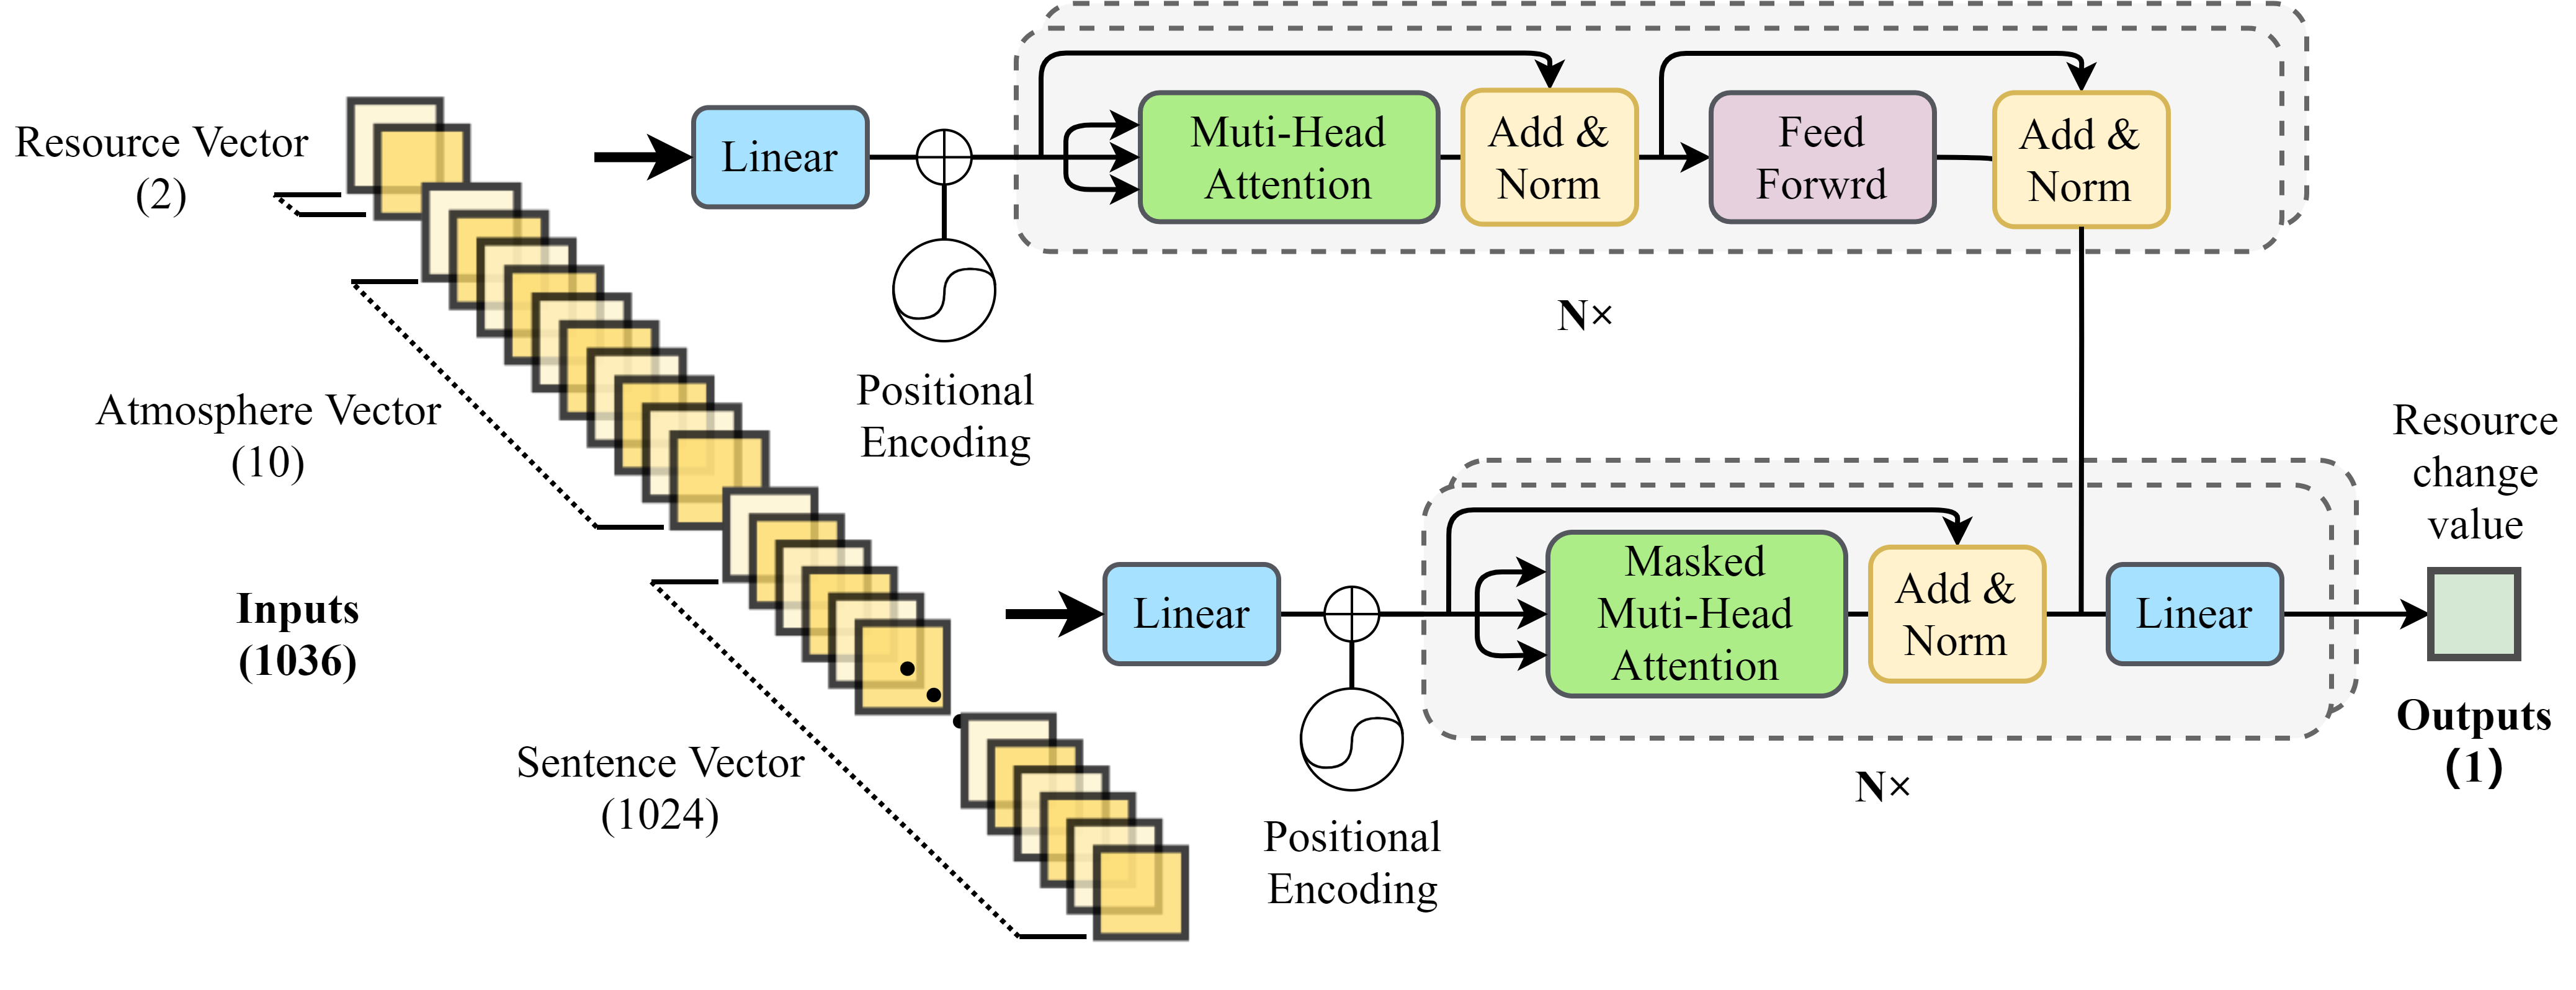 Resource Vector
(2)
Atmosphere Vector
(10)
Inputs
(1036)
Sentence Vector
(1024)
Linear
Positional
Encoding
Muti-Head
Attention
Add &
Norm
Feed
Forwrd
Add &
Norm
N×
Linear
Positional
Encoding
Masked
Muti-Head
Attention
Add &
Norm
Linear
N×
Resource
change
value
Outputs
(1)